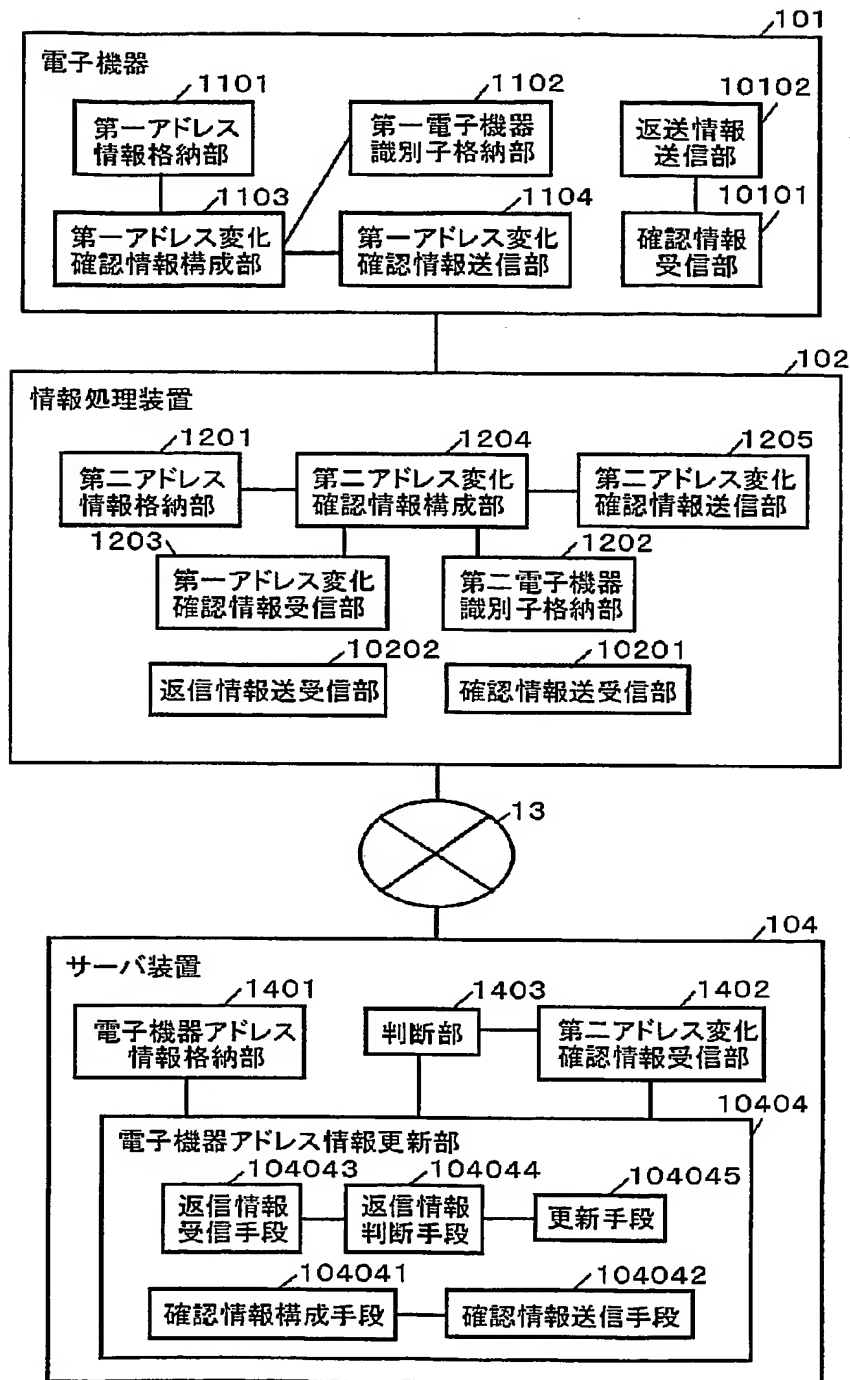 101
電子機器
1101
第一アドレス
情報格納部
1102
第一電子機器
識別子格納部
10102
返送情報
送信部
1103
第一アドレス変化
確認情報構成部
1104
第一アドレス変化
確認情報送信部
10101
確認情報
受信部
102
情報処理装置
1201
第二アドレス
情報格納部
1204
第二アドレス変化
確認情報構成部
1205
第二アドレス変化
確認情報送信部
1203
第一アドレス変化
確認情報受信部
1202
第二電子機器
識別子格納部
10202
返信情報送受信部
10201
確認情報送受信部
13
104
サーバ装置
1401
電子機器アドレス
情報格納部
1403
判断部
1402
第二アドレス変化
確認情報受信部
10404
電子機器アドレス情報更新部
104043
返信情報
受信手段
104044
返信情報
判断手段
104045
更新手段
104041
確認情報構成手段
104042
確認情報送信手段